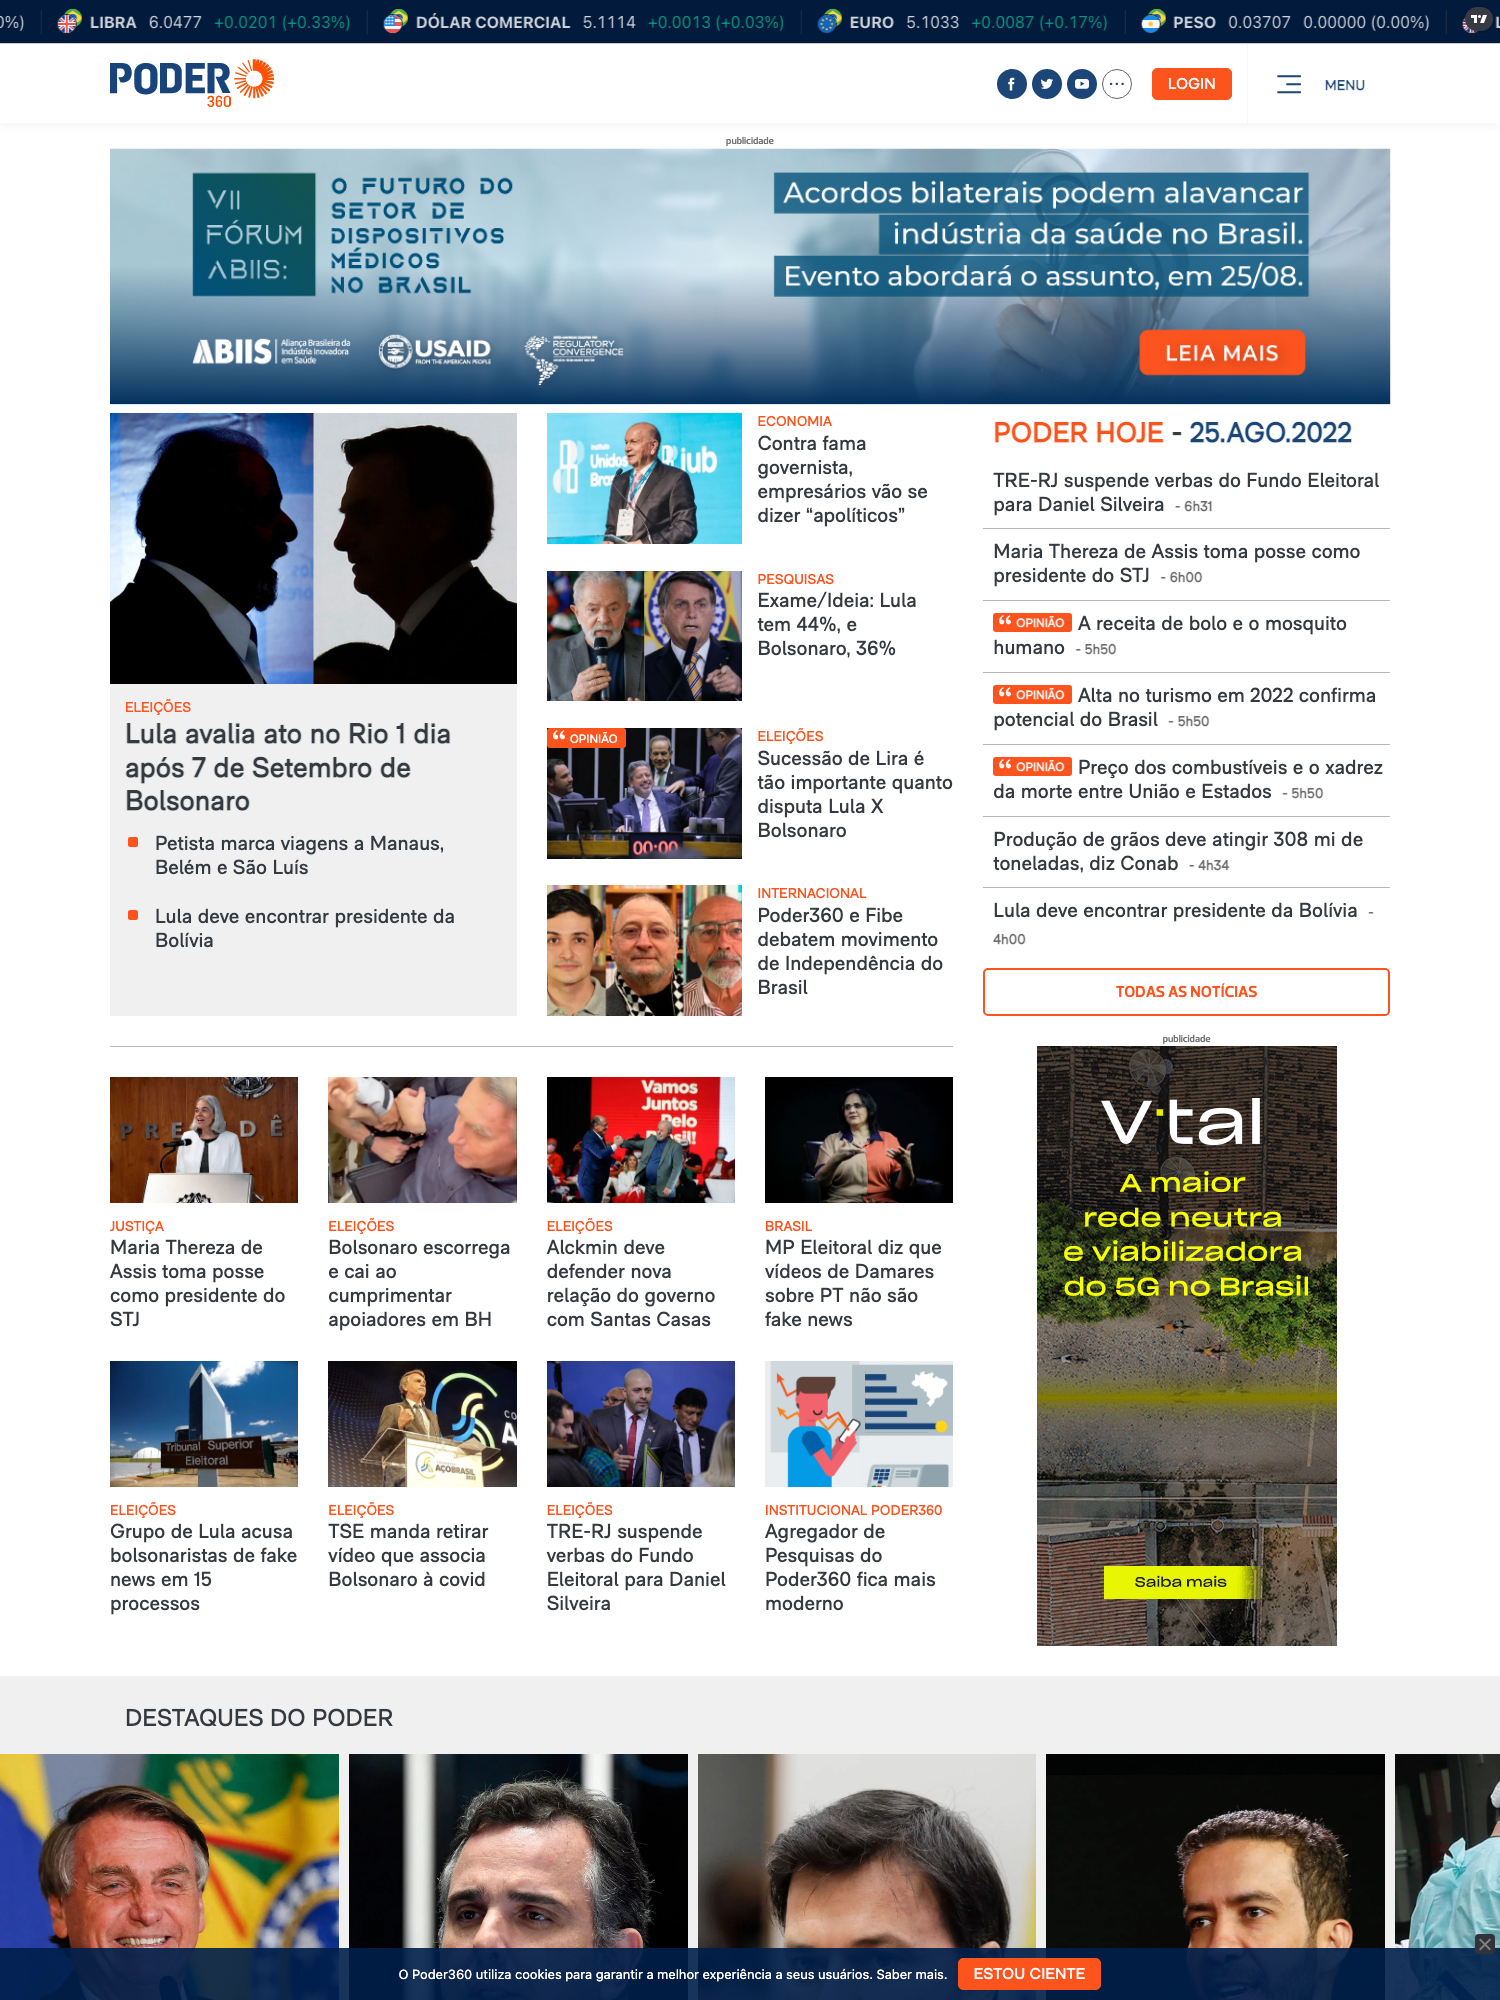 0%)
LIBRA 6.0477 +0.0201 (+0.33%)
DÓLAR COMERCIAL 5.1114 +0.0013 (+0.03%)
EURO 5.1033 +0.0087 (+0.17%)
PESO 0.03707 0.00000 (0.00%)
PODER
360
LOGIN
MENU
publicidade
VII
FÓRUM
ABIIS:
O FUTURO DO
SETOR DE
DISPOSITIVOS
MÉDICOS
NO BRASIL
Acordos bilaterais podem alavancar
indústria da saúde no Brasil.
Evento abordará o assunto, em 25/08.
ABIIS
Aliança Brasileira da
Indústria Inovadora
em Saúde
USAID
FROM THE AMERICAN PEOPLE
REGULATORY
CONVERGENCE
LEIA MAIS
ELEIÇÕES
Lula avalia ato no Rio 1 dia
após 7 de Setembro de
Bolsonaro
Petista marca viagens a Manaus,
Belém e São Luís
Lula deve encontrar presidente da
Bolívia
iub
ECONOMIA
Contra fama
governista,
empresários vão se
dizer “apolíticos”
PESQUISAS
Exame/Ideia: Lula
tem 44%, e
Bolsonaro, 36%
OPINIÃO
00:00
ELEIÇÕES
Sucessão de Lira é
tão importante quanto
disputa Lula X
Bolsonaro
INTERNACIONAL
Poder360 e Fibe
debatem movimento
de Independência do
Brasil
PODER HOJE - 25.AGO.2022
TRE-RJ suspende verbas do Fundo Eleitoral
para Daniel Silveira - 6h31
Maria Thereza de Assis toma posse como
presidente do STJ - 6h00
OPINIÃO A receita de bolo e o mosquito
humano - 5h50
OPINIÃO Alta no turismo em 2022 confirma
potencial do Brasil - 5h50
OPINIÃO Preço dos combustíveis e o xadrez
da morte entre União e Estados - 5h50
Produção de grãos deve atingir 308 mi de
toneladas, diz Conab - 4h34
Lula deve encontrar presidente da Bolívia -
4h00
TODAS AS NOTÍCIAS
publicidade
V·tal
A maior
rede neutra
e viabilizadora
do 5G no Brasil
Saiba mais
JUSTIÇA
Maria Thereza de
Assis toma posse
como presidente do
STJ
ELEIÇÕES
Bolsonaro escorrega
e cai ao
cumprimentar
apoiadores em BH
Vamos
Juntos
Pelo
Brasil!
ELEIÇÕES
Alckmin deve
defender nova
relação do governo
com Santas Casas
BRASIL
MP Eleitoral diz que
vídeos de Damares
sobre PT não são
fake news
Tribunal Superior
Eleitoral
ELEIÇÕES
Grupo de Lula acusa
bolsonaristas de fake
news em 15
processos
AÇOBRASIL
ELEIÇÕES
TSE manda retirar
vídeo que associa
Bolsonaro à covid
ELEIÇÕES
TRE-RJ suspende
verbas do Fundo
Eleitoral para Daniel
Silveira
INSTITUCIONAL PODER360
Agregador de
Pesquisas do
Poder360 fica mais
moderno
DESTAQUES DO PODER
O Poder360 utiliza cookies para garantir a melhor experiência a seus usuários. Saber mais.
ESTOU CIENTE